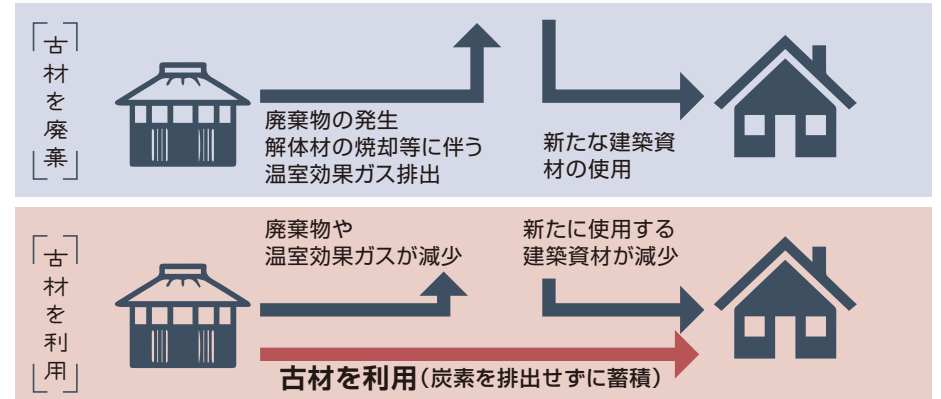 古材を廃棄
廃棄物の発生
解体材の焼却等に伴う
温室効果ガス排出
新たな建築資
材の使用
古材を利用
廃棄物や
温室効果ガスが減少
新たに使用する
建築資材が減少
古材を利用(炭素を排出せずに蓄積)